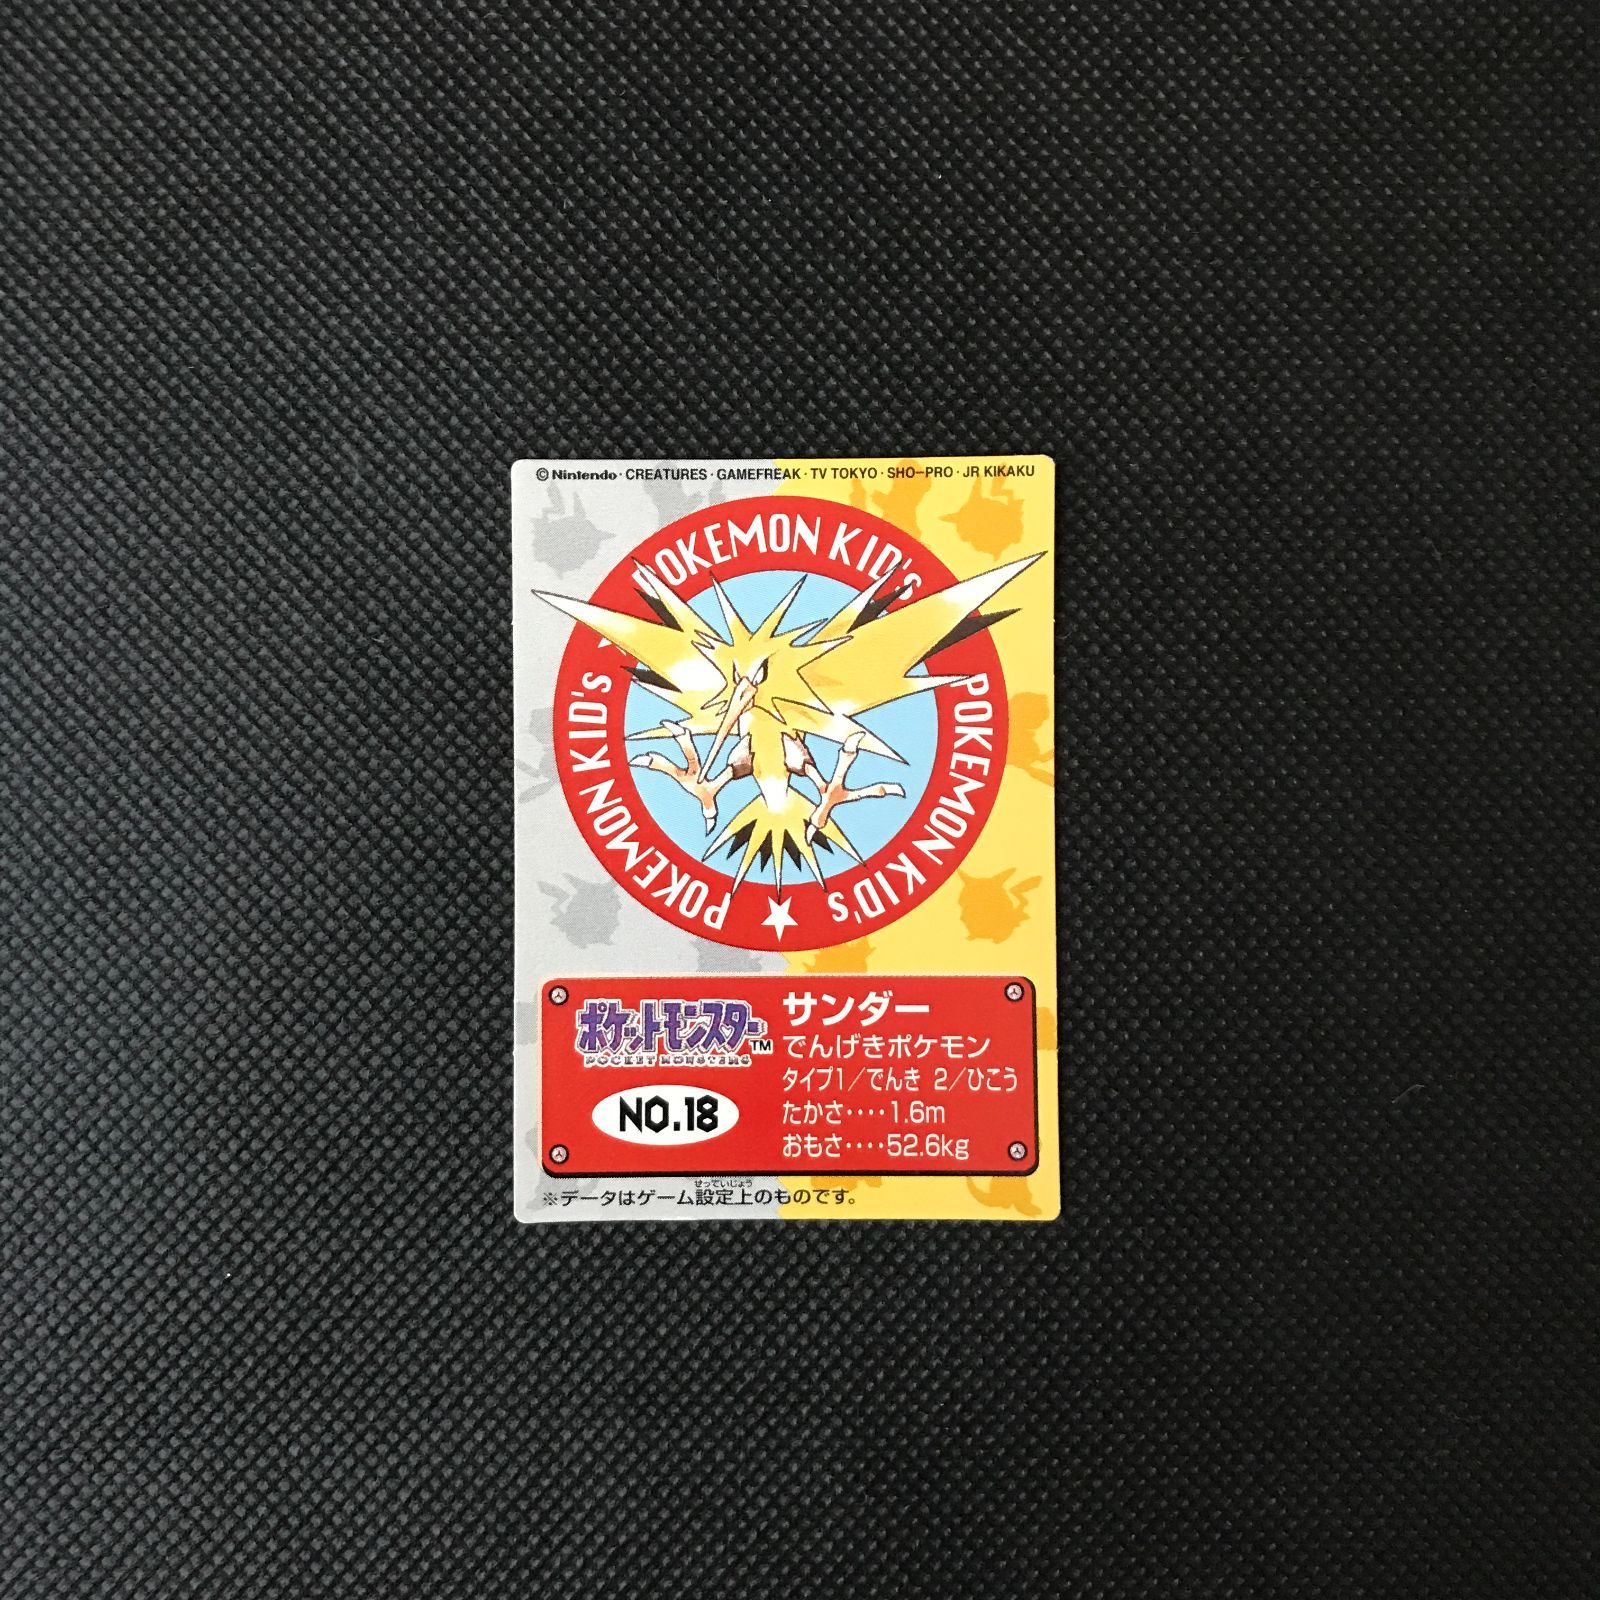 ©Nintendo・CREATURES・GAMEFREAK・TV TOKYO・SHO-PRO・JR KIKAKU
POKEMON KID's
POKEMON KID's
POKEMON KID's ★
ポケットモンスター™
POCKET MONSTERS
NO.18
サンダー
でんげきポケモン
タイプ1/でんき 2/ひこう
たかさ‥‥1.6m
おもさ‥‥52.6kg
せっていじょう
※データはゲーム設定上のものです。